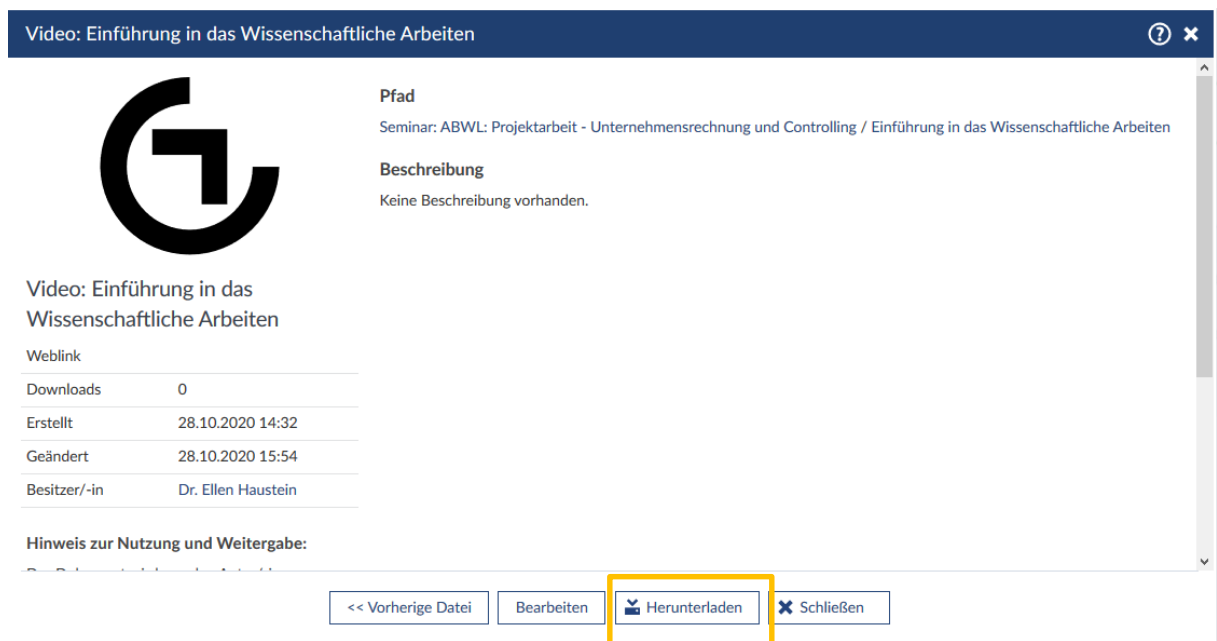 Video: Einführung in das Wissenschaftliche Arbeiten
Pfad
Seminar: ABWL: Projektarbeit - Unternehmensrechnung und Controlling / Einführung in das Wissenschaftliche Arbeiten
Beschreibung
Keine Beschreibung vorhanden.
Video: Einführung in das
Wissenschaftliche Arbeiten
Weblink
Downloads 0
Erstellt 28.10.2020 14:32
Geändert 28.10.2020 15:54
Besitzer/-in Dr. Ellen Haustein
Hinweis zur Nutzung und Weitergabe:
<< Vorherige Datei Bearbeiten Herunterladen Schließen